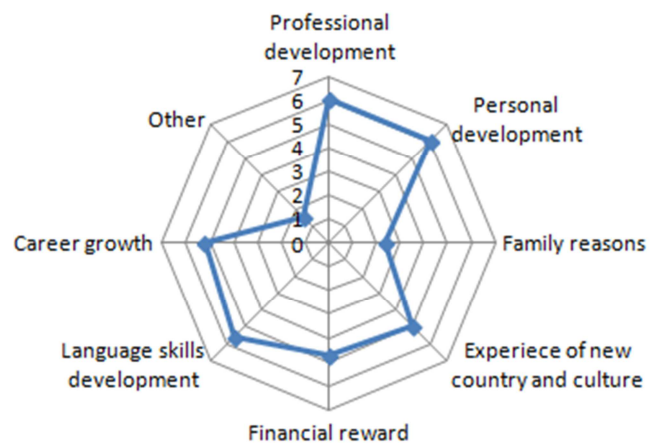 Professional
development
7
6
5
4
3
2
1
0
Personal
development
Family reasons
Experiece of new
country and culture
Financial reward
Language skills
development
Career growth
Other